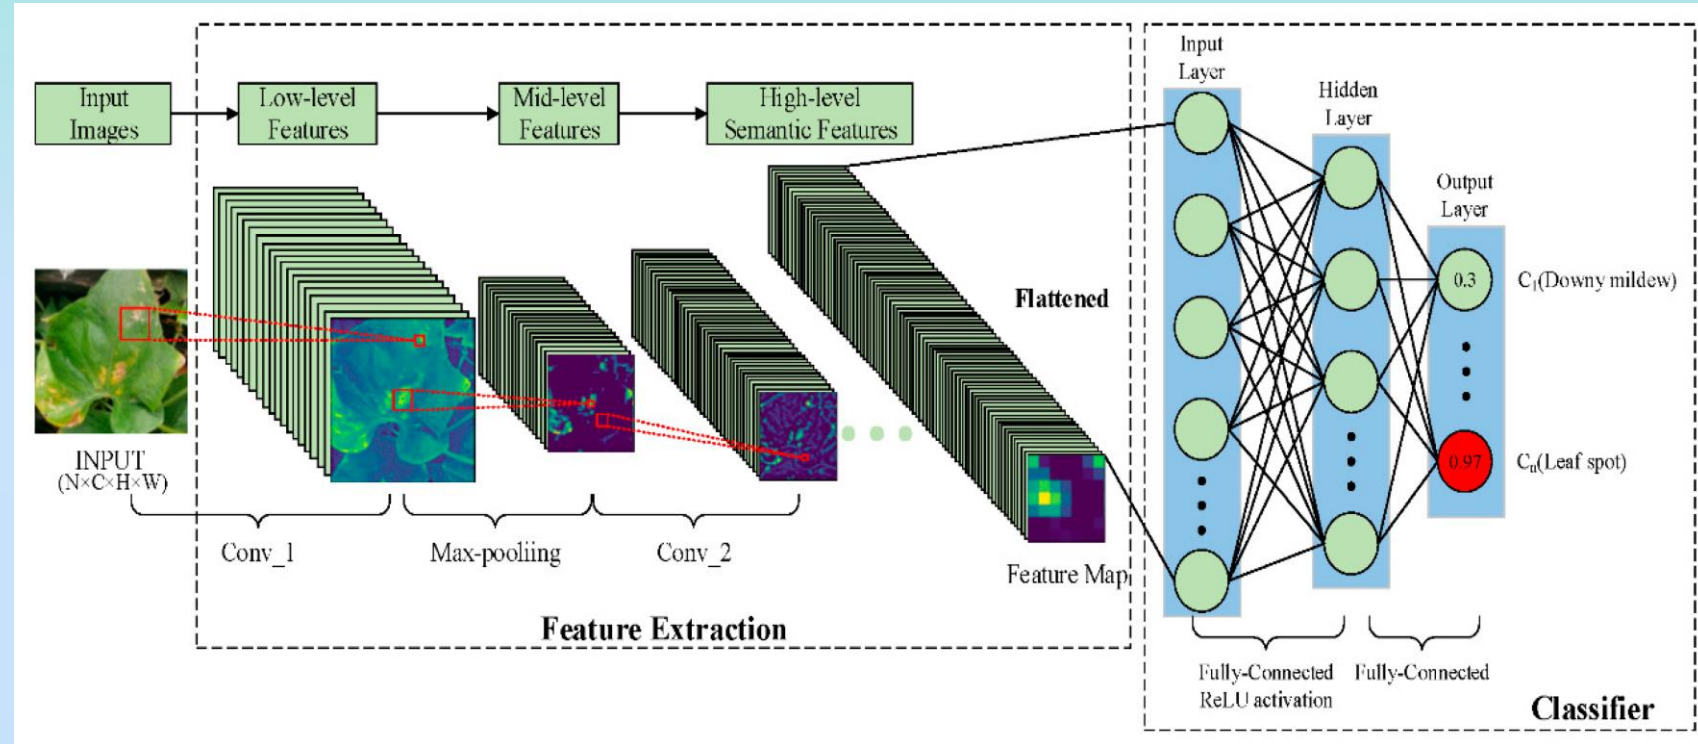 Input
Images
Low-level
Features
Mid-level
Features
High-level
Semantic Features
INPUT
(N×C×H×W)
Conv_1
Max-pooliing
Conv_2
Flattened
Feature Map
Feature Extraction
Input
Layer
Hidden
Layer
Output
Layer
0.3
C₁(Downy mildew)
0.97
Cₙ(Leaf spot)
Fully-Connected
ReLU activation
Fully-Connected
Classifier